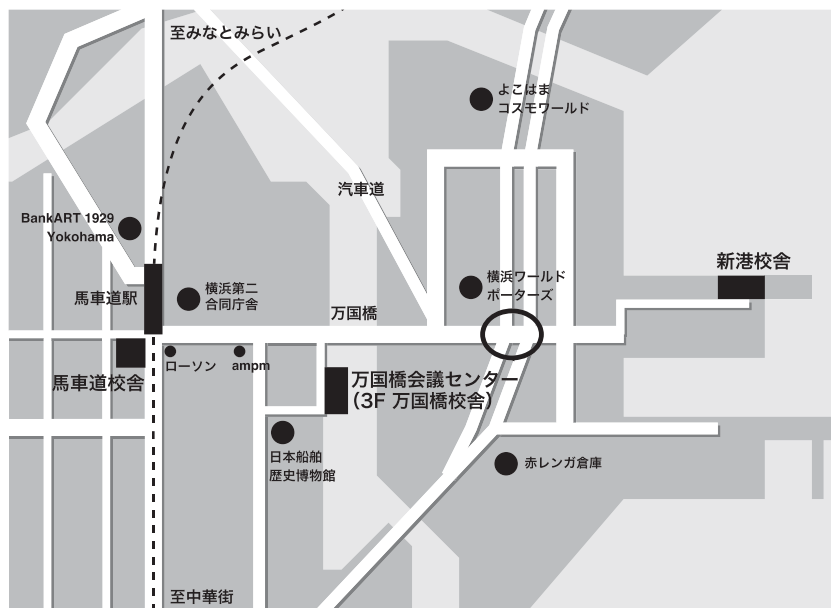 至みなとみらい
よこはま
コスモワールド
汽車道
BankART 1929
Yokohama
新港校舎
横浜ワールド
ポーターズ
横浜第二
合同庁舎
馬車道駅
万国橋
ローソン
ampm
馬車道校舎
万国橋会議センター
(3F 万国橋校舎)
日本船舶
歴史博物館
赤レンガ倉庫
至中華街